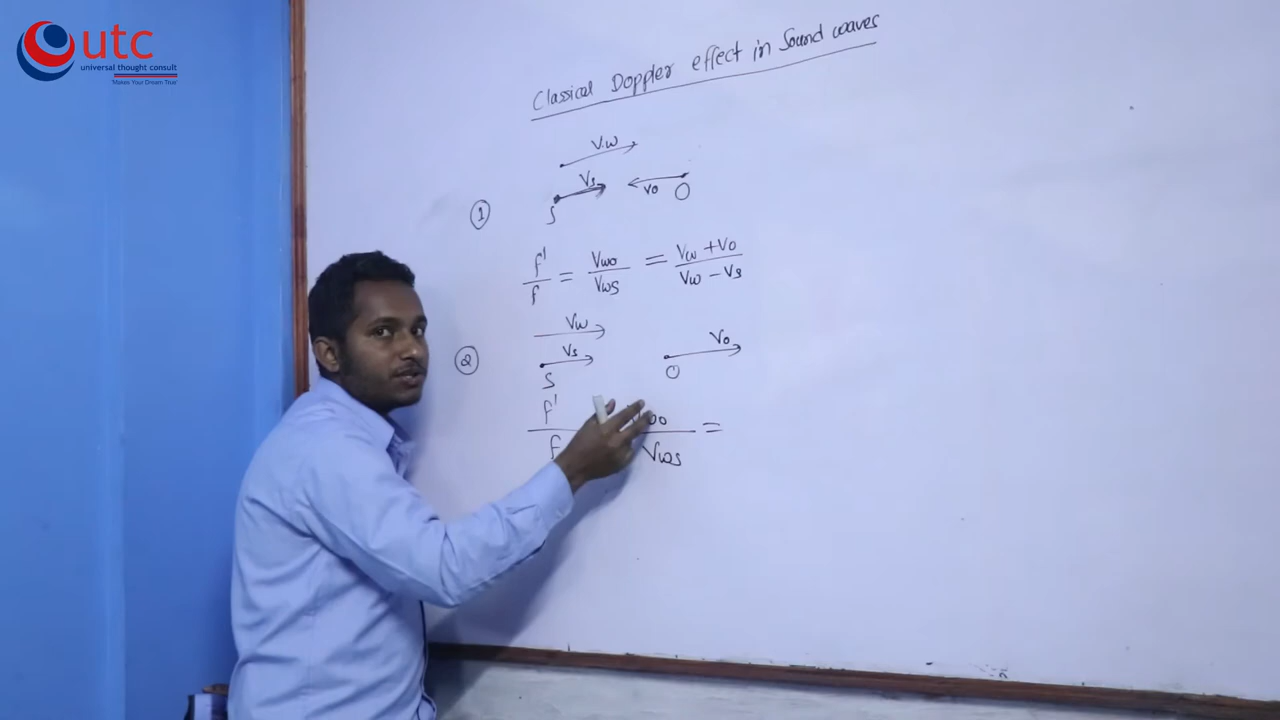 utc
universal thought consult
"Makes Your Dream True"
Classical Doppler effect in Sound waves
Vw
Vs
Vo
S
O
①
f'/f = Vwo/Vws = Vw + Vo/Vw - Vs
Vw
②
Vs
Vo
S
O
f'/f Vws =